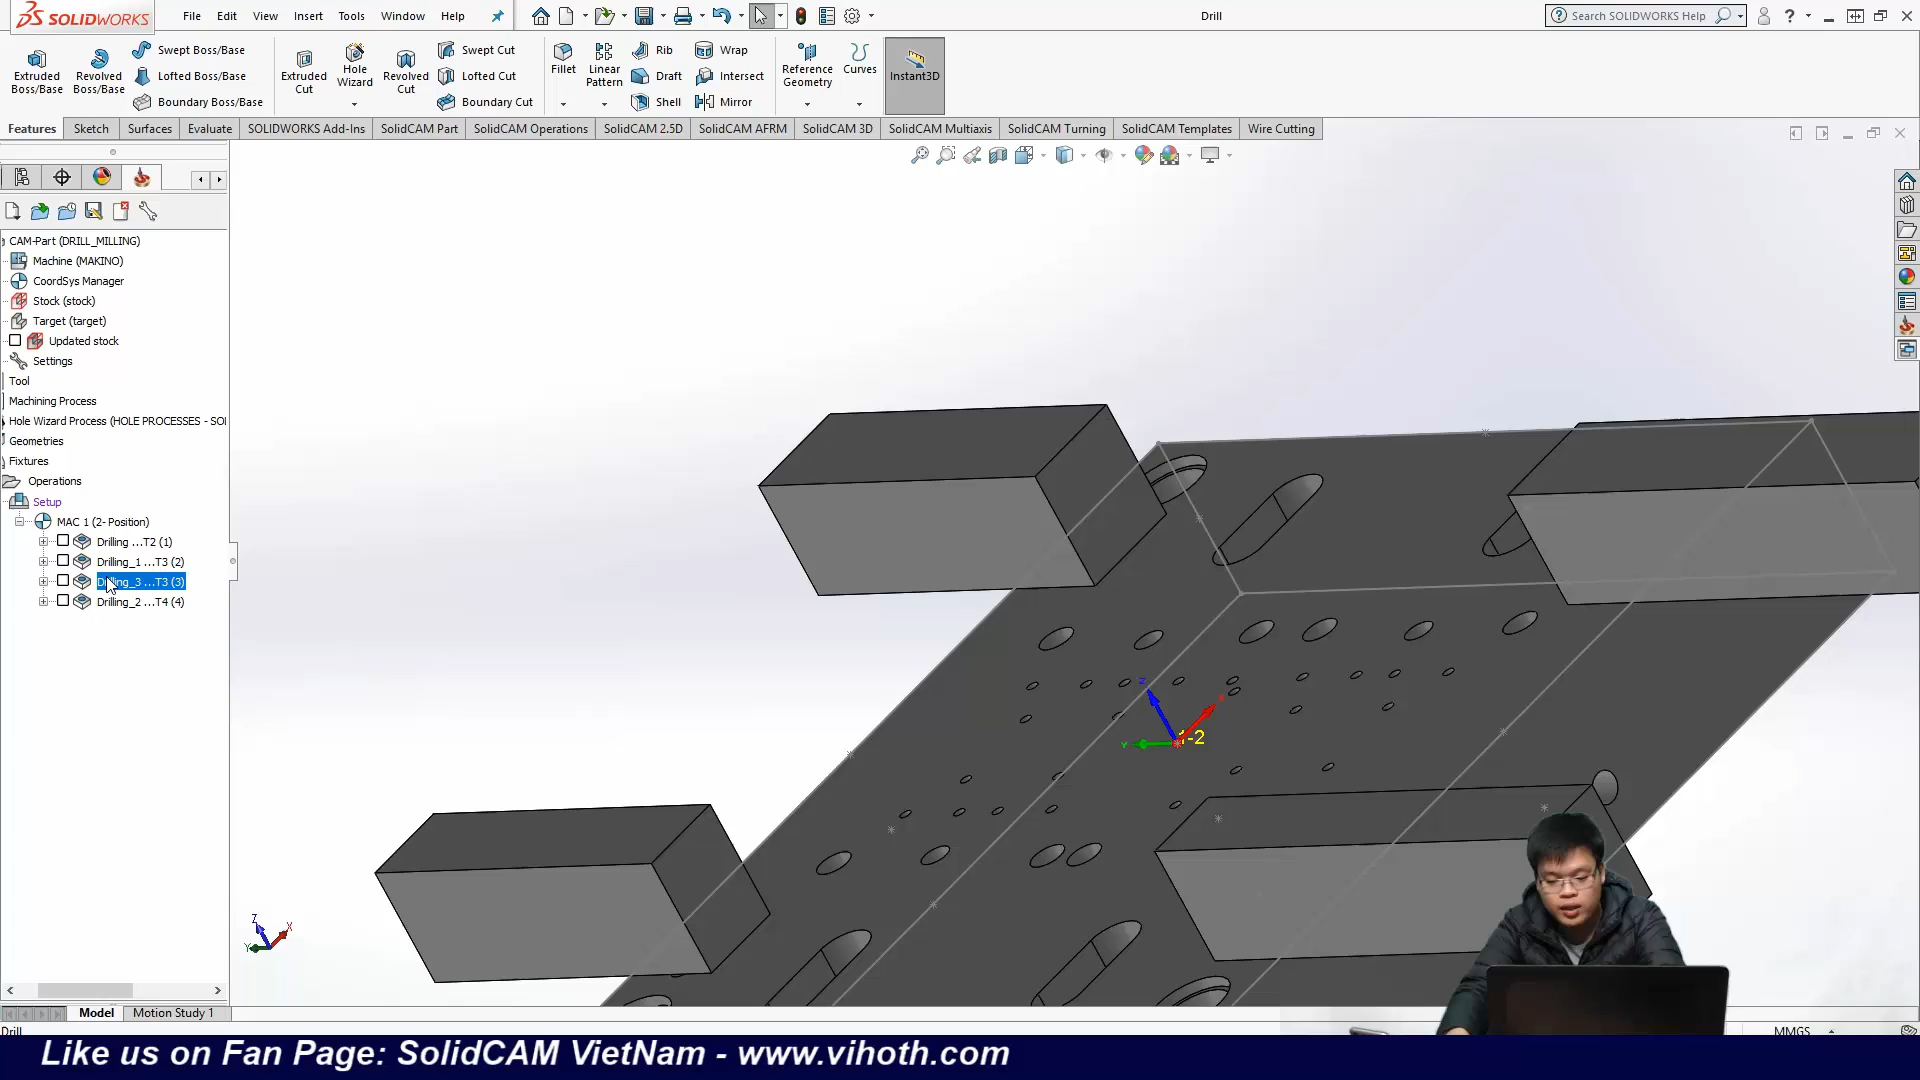 SOLIDWORKS
File Edit View Insert Tools Window Help
Drill
Search SOLIDWORKS Help
Extruded Boss/Base
Revolved Boss/Base
Swept Boss/Base
Lofted Boss/Base
Boundary Boss/Base
Extruded Cut
Hole Wizard
Revolved Cut
Swept Cut
Lofted Cut
Boundary Cut
Fillet
Linear Pattern
Rib
Draft
Shell
Wrap
Intersect
Mirror
Reference Geometry
Curves
Instant3D
Features Sketch Surfaces Evaluate SOLIDWORKS Add-Ins SolidCAM Part SolidCAM Operations SolidCAM 2.5D SolidCAM AFRM SolidCAM 3D SolidCAM Multiaxis SolidCAM Turning SolidCAM Templates Wire Cutting
CAM-Part (DRILL_MILLING)
Machine (MAKINO)
CoordSys Manager
Stock (stock)
Target (target)
Updated stock
Settings
Tool
Machining Process
Hole Wizard Process (HOLE PROCESSES - SOI
Geometries
Fixtures
Operations
Setup
MAC 1 (2- Position)
Drilling ...T2 (1)
Drilling_1 ...T3 (2)
Drilling_3 ...T3 (3)
Drilling_2 ...T4 (4)
Z
X
Y
1-2
Z
X
Y
Model Motion Study 1
Drill
MMGS
Like us on Fan Page: SolidCAM VietNam - www.vihoth.com